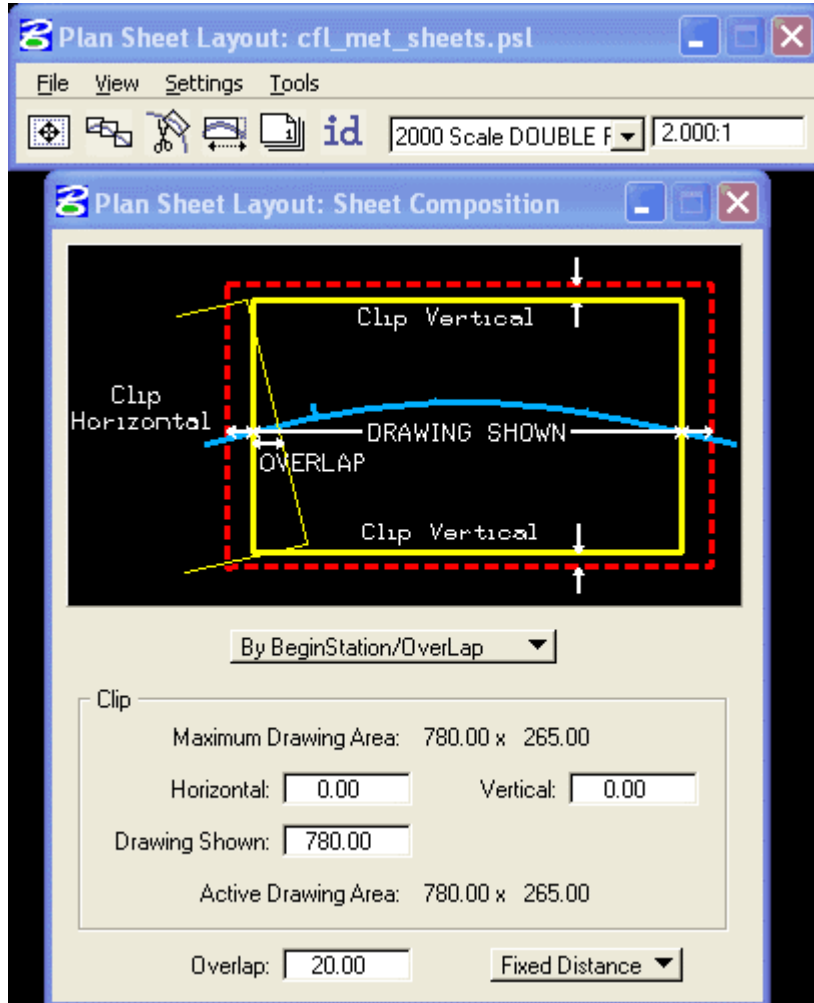 Plan Sheet Layout: cfl_met_sheets.psl
File View Settings Tools
1 id 2000 Scale DOUBLE F 2.000:1
Plan Sheet Layout: Sheet Composition
Clip Vertical
Clip
Horizontal
DRAWING SHOWN
OVERLAP
Clip Vertical
By BeginStation/OverLap
Clip
Maximum Drawing Area: 780.00 x 265.00
Horizontal: 0.00 Vertical: 0.00
Drawing Shown: 780.00
Active Drawing Area: 780.00 x 265.00
Overlap: 20.00 Fixed Distance